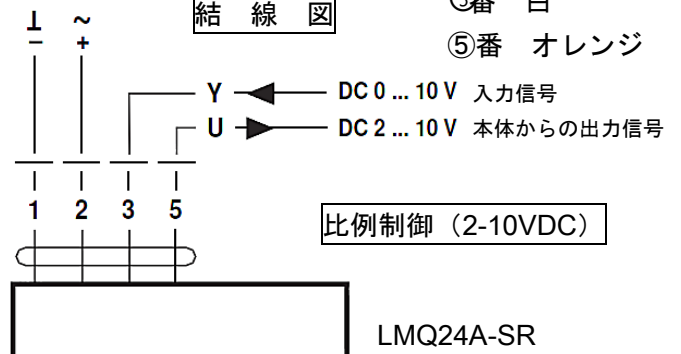 結 線 図
番 白
⑤番 オレンジ
⊥ ~
− +
Y DC 0 ... 10 V 入力信号
U DC 2 ... 10 V 本体からの出力信号
1 2 3 5
比例制御（2-10VDC）
LMQ24A-SR